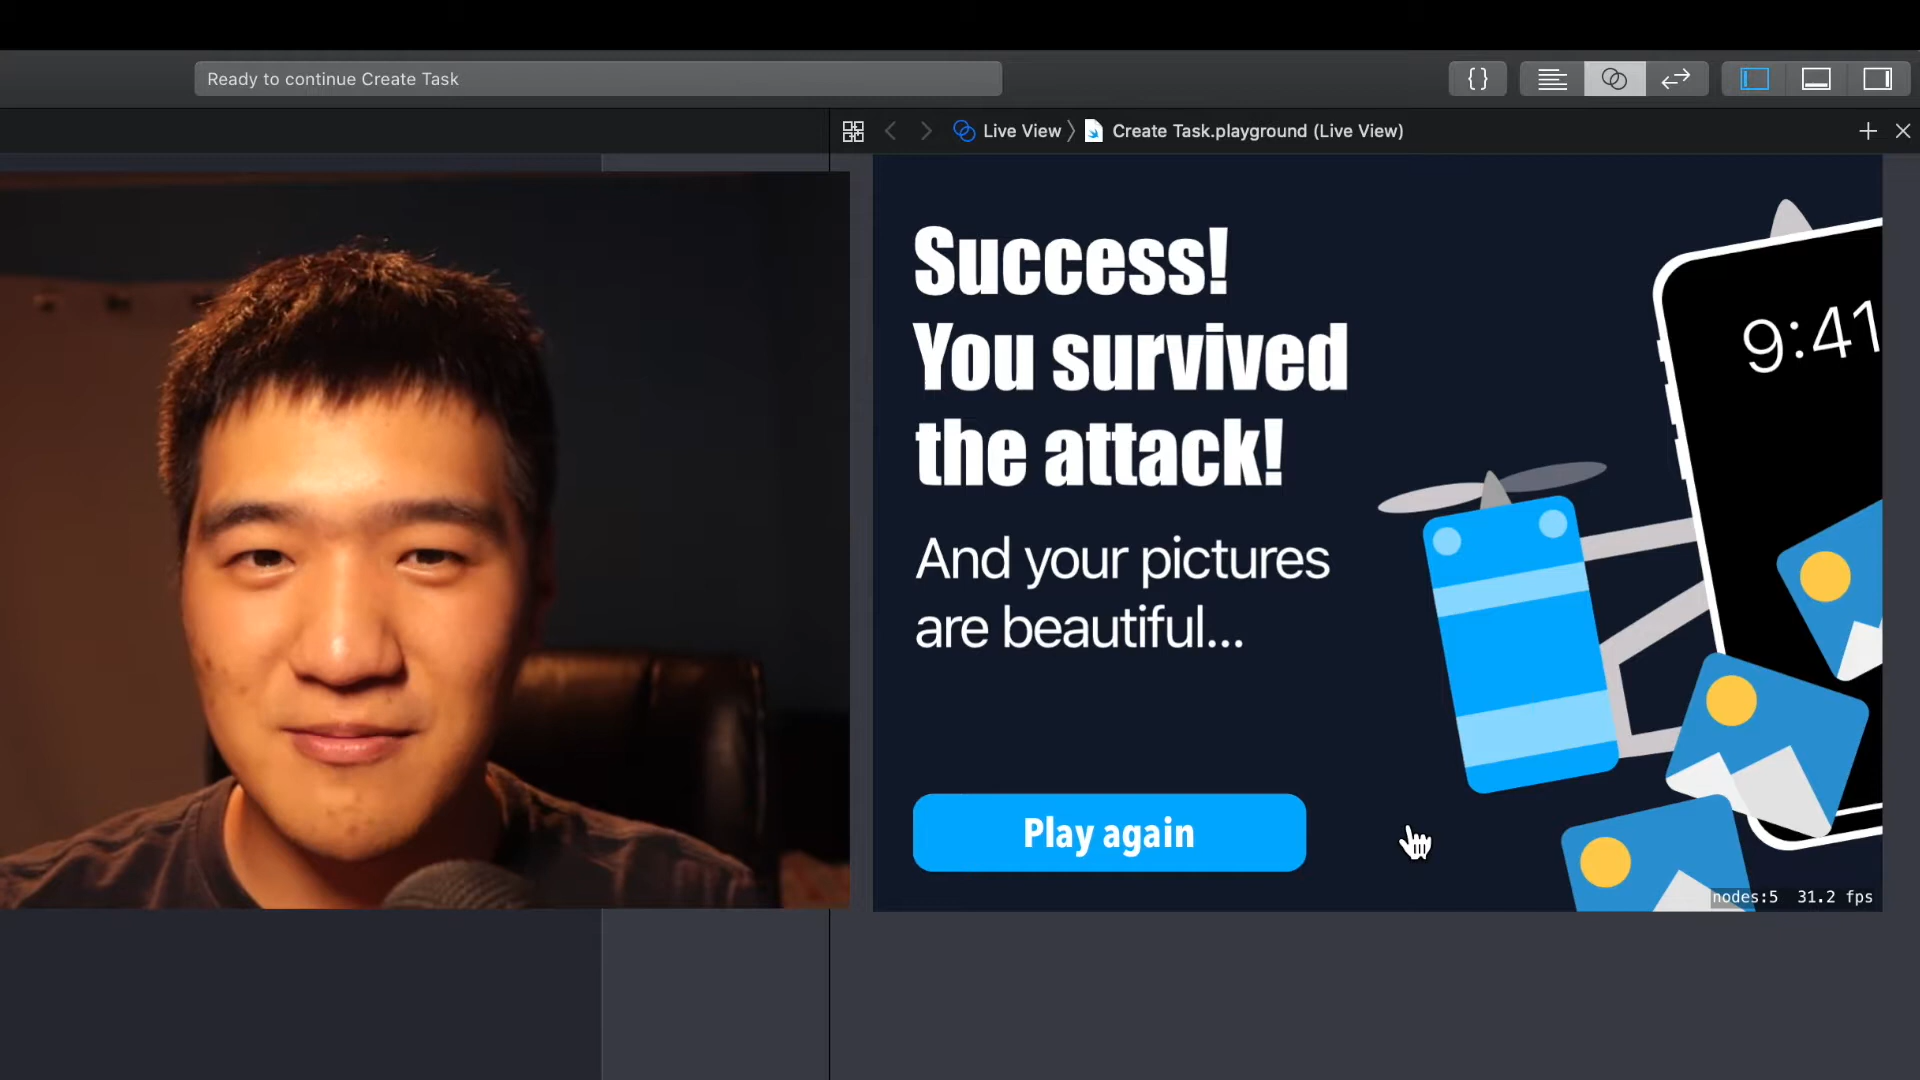 Ready to continue Create Task
{ }
Live View 〉 Create Task.playground (Live View)
Success!
You survived
the attack!
And your pictures
are beautiful...
9:41
Play again
nodes:5 31.2 fps